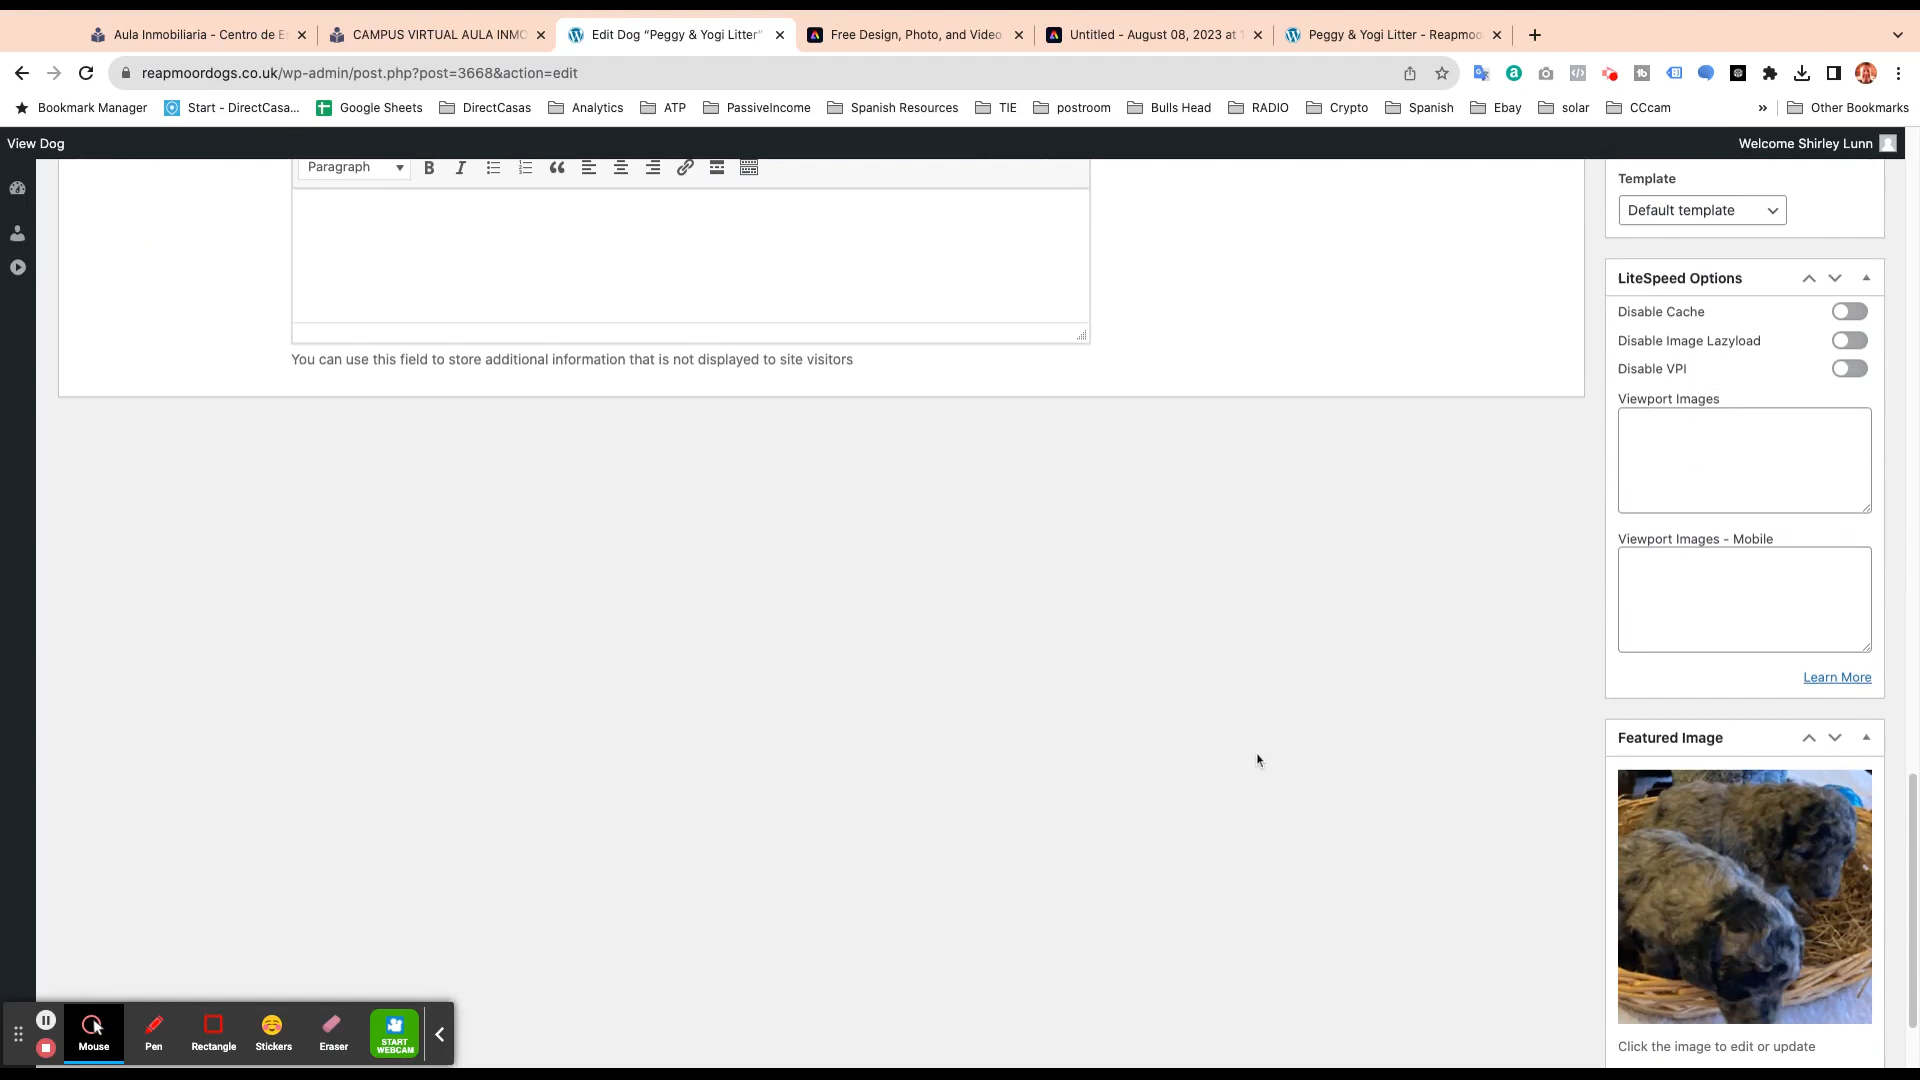 Aula Inmobiliaria - Centro de E
CAMPUS VIRTUAL AULA INMO
Edit Dog “Peggy & Yogi Litter”
Free Design, Photo, and Video
Untitled - August 08, 2023 at 1
Peggy & Yogi Litter - Reapmoo
reapmoordogs.co.uk/wp-admin/post.php?post=3668&action=edit
Bookmark Manager
Start - DirectCasa...
Google Sheets
DirectCasas
Analytics
ATP
PassiveIncome
Spanish Resources
TIE
postroom
Bulls Head
RADIO
Crypto
Spanish
Ebay
solar
CCcam
»
Other Bookmarks
View Dog
Welcome Shirley Lunn
Paragraph
B
I
You can use this field to store additional information that is not displayed to site visitors
Template
Default template
LiteSpeed Options
Disable Cache
Disable Image Lazyload
Disable VPI
Viewport Images
Viewport Images - Mobile
Learn More
Featured Image
Click the image to edit or update
Mouse
Pen
Rectangle
Stickers
Eraser
START
WEBCAM